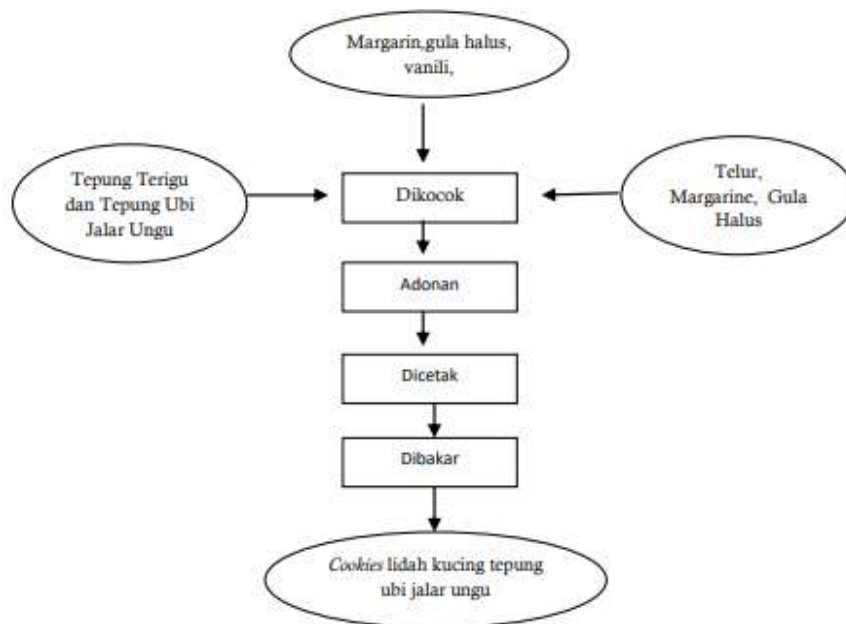 Margarin,gula halus,
vanili,
Tepung Terigu
dan Tepung Ubi
Jalar Ungu
Dikocok
Telur,
Margarine, Gula
Halus
Adonan
Dicetak
Dibakar
Cookies lidah kucing tepung
ubi jalar ungu